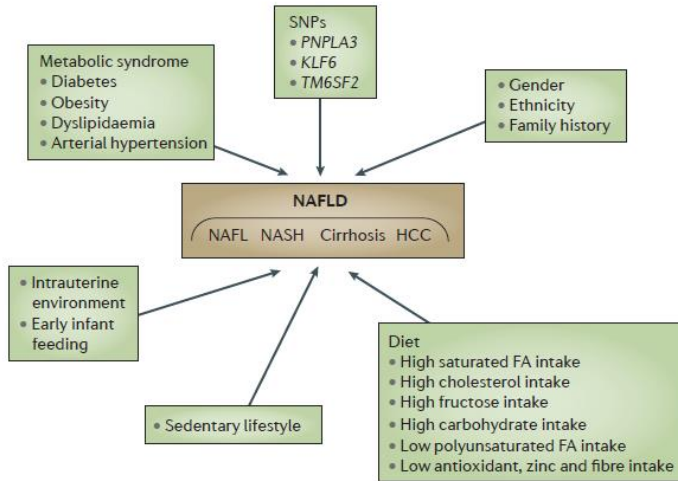 SNPs
• PNPLA3
• KLF6
• TM6SF2
Metabolic syndrome
• Diabetes
• Obesity
• Dyslipidaemia
• Arterial hypertension
• Gender
• Ethnicity
• Family history
NAFLD
NAFL NASH Cirrhosis HCC
• Intrauterine
environment
• Early infant
feeding
• Sedentary lifestyle
Diet
• High saturated FA intake
• High cholesterol intake
• High fructose intake
• High carbohydrate intake
• Low polyunsaturated FA intake
• Low antioxidant, zinc and fibre intake